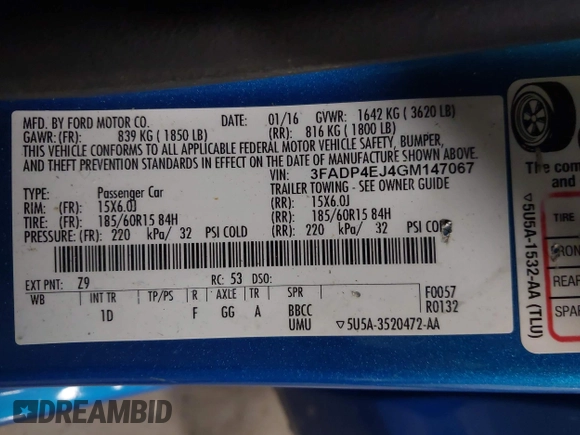 MFD. BY FORD MOTOR CO. DATE: 01/16 GVWR: 1642 KG ( 3620 LB)
GAWR:(FR): 839 KG ( 1850 LB) (RR): 816 KG ( 1800 LB)
THIS VEHICLE CONFORMS TO ALL APPLICABLE FEDERAL MOTOR VEHICLE SAFETY, BUMPER,
AND THEFT PREVENTION STANDARDS IN EFFECT ON THE DATE OF MANUFACTURE SHOWN ABOVE.
VIN: 3FADP4EJ4GM147067
TYPE: Passenger Car TRAILER TOWING - SEE OWNER GUIDE
RIM: (FR): 15X6.0J (RR): 15X6.0J
TIRE: (FR): 185/60R15 84H (RR): 185/60R15 84H
PRESSURE: (FR): 220 kPa/ 32 PSI COLD (RR): 220 kPa/ 32 PSI COLD
EXT PNT: Z9 RC: 53 DSO:
WB INT TR TP/PS R AXLE TR SPR F0057
1D F GG A BBCC R0132
UMU ▽5U5A-3520472-AA
▽5U5A-1532-AA (TLU)
The com
and
TIRE
FRON
REAR
SPAR
DREAMBID